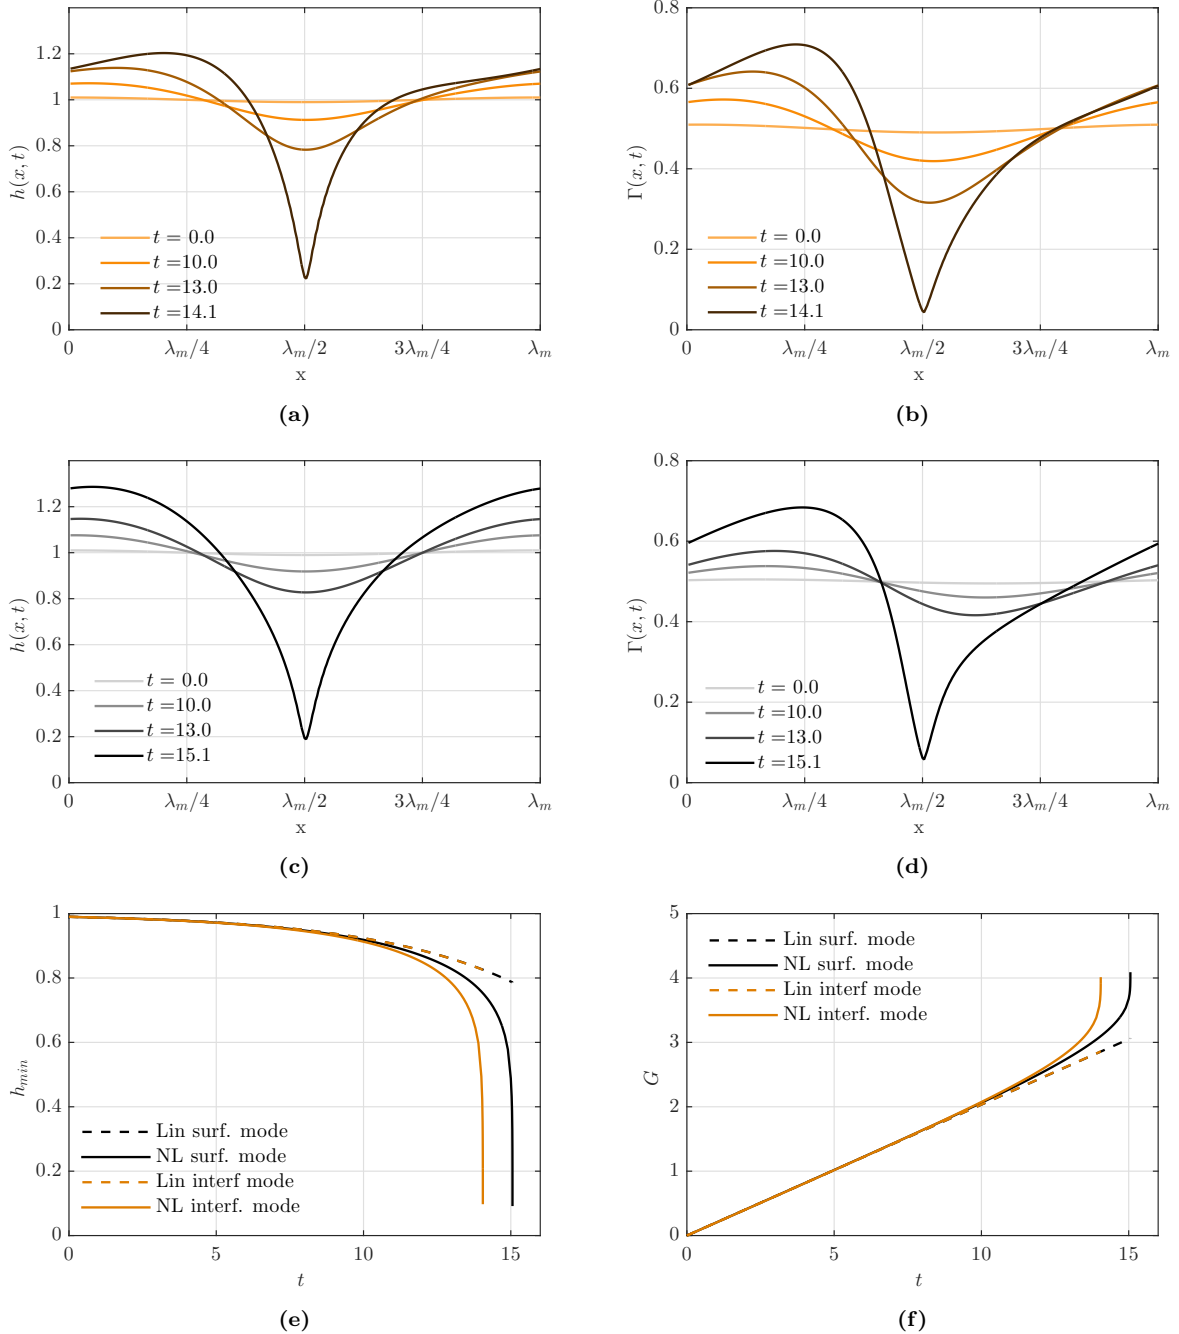 1.2
1
0.8
0.6
0.4
0.2
0
h(x, t)
t = 0.0
t =10.0
t =13.0
t =14.1
0 λm/4 λm/2 3λm/4 λm
x
(a)
0.8
0.6
0.4
0.2
0
Γ(x, t)
t = 0.0
t =10.0
t =13.0
t =14.1
0 λm/4 λm/2 3λm/4 λm
x
(b)
1.2
1
0.8
0.6
0.4
0.2
0
h(x, t)
t = 0.0
t =10.0
t =13.0
t =15.1
0 λm/4 λm/2 3λm/4 λm
x
(c)
0.8
0.6
0.4
0.2
0
Γ(x, t)
t = 0.0
t =10.0
t =13.0
t =15.1
0 λm/4 λm/2 3λm/4 λm
x
(d)
1
0.8
0.6
0.4
0.2
0
hmin
Lin surf. mode
NL surf. mode
Lin interf mode
NL interf. mode
0 5 10 15
t
(e)
5
4
3
2
1
0
G
Lin surf. mode
NL surf. mode
Lin interf mode
NL interf. mode
0 5 10 15
t
(f)